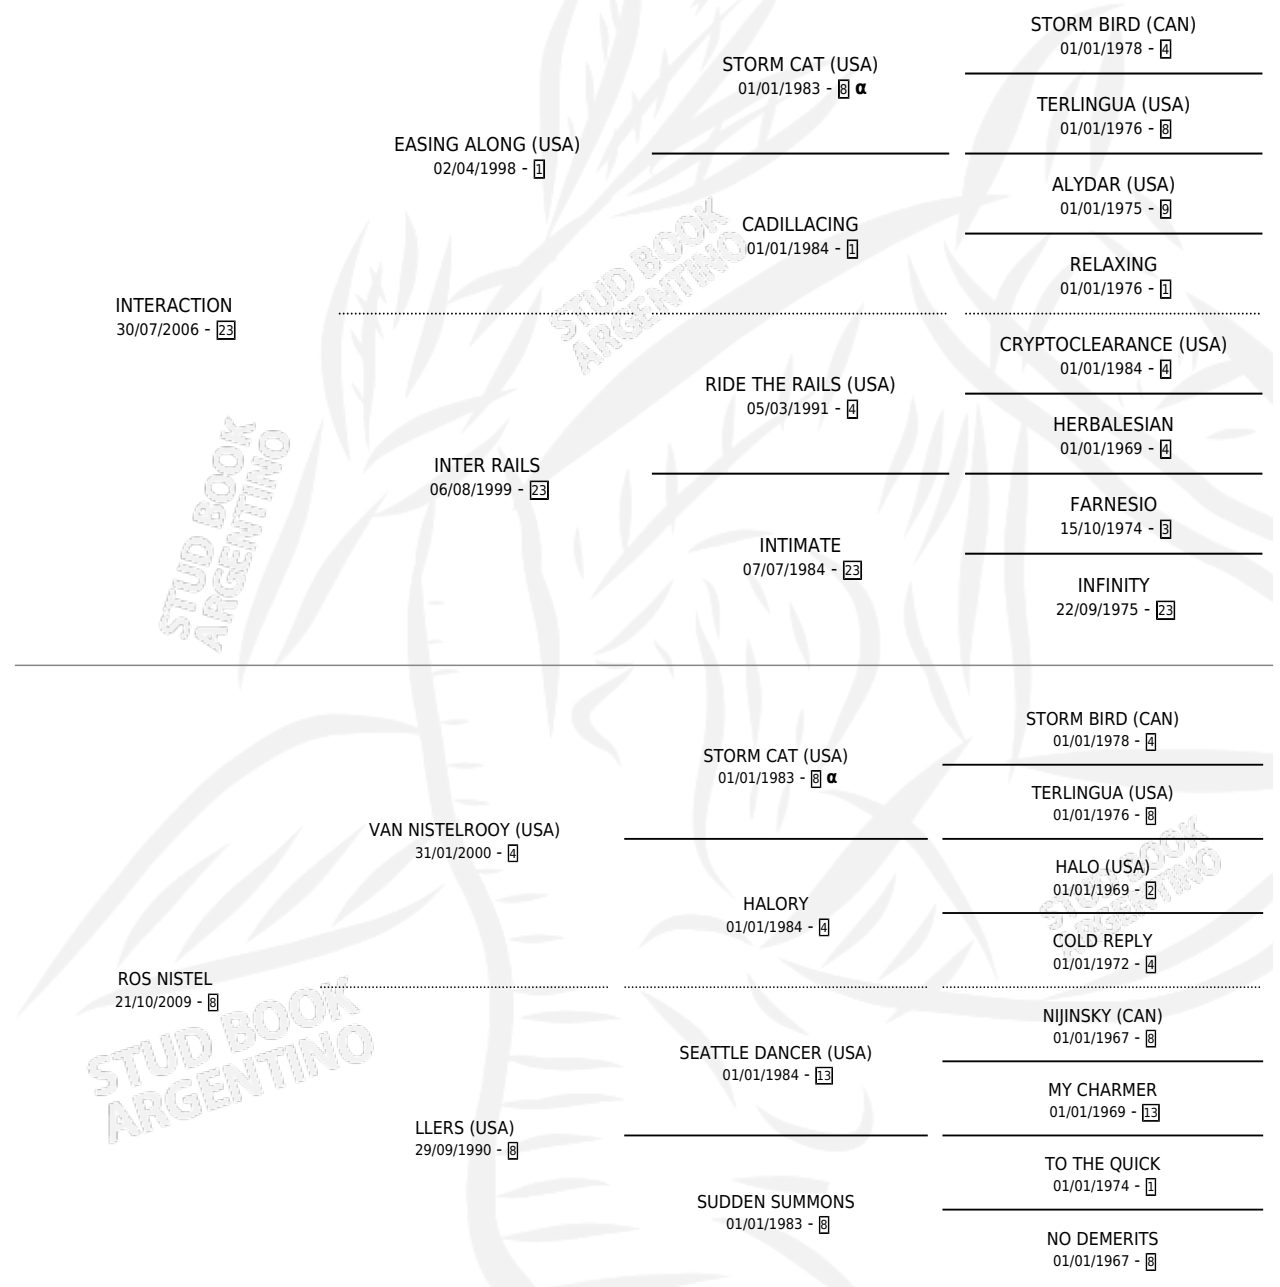 STORM BIRD (CAN)
01/01/1978 - 4
STORM CAT (USA)
01/01/1983 - 8 α
TERLINGUA (USA)
01/01/1976 - 8
EASING ALONG (USA)
02/04/1998 - 1
ALYDAR (USA)
01/01/1975 - 9
CADILLACING
01/01/1984 - 1
RELAXING
01/01/1976 - 1
INTERACTION
30/07/2006 - 23
CRYPTOCLEARANCE (USA)
01/01/1984 - 4
RIDE THE RAILS (USA)
05/03/1991 - 4
HERBALESIAN
01/01/1969 - 4
INTER RAILS
06/08/1999 - 23
FARNESIO
15/10/1974 - 3
INTIMATE
07/07/1984 - 23
INFINITY
22/09/1975 - 23
STUD BOOK
ARGENTINO
STUD BOOK
ARGENTINO
STORM BIRD (CAN)
01/01/1978 - 4
STORM CAT (USA)
01/01/1983 - 8 α
TERLINGUA (USA)
01/01/1976 - 8
VAN NISTELROOY (USA)
31/01/2000 - 4
HALO (USA)
01/01/1969 - 2
HALORY
01/01/1984 - 4
COLD REPLY
01/01/1972 - 4
ROS NISTEL
21/10/2009 - 8
NIJINSKY (CAN)
01/01/1967 - 8
SEATTLE DANCER (USA)
01/01/1984 - 13
MY CHARMER
01/01/1969 - 13
LLERS (USA)
29/09/1990 - 8
TO THE QUICK
01/01/1974 - 1
SUDDEN SUMMONS
01/01/1983 - 8
NO DEMERITS
01/01/1967 - 8
STUD BOOK
ARGENTINO
STUD BOOK
ARGENTINO